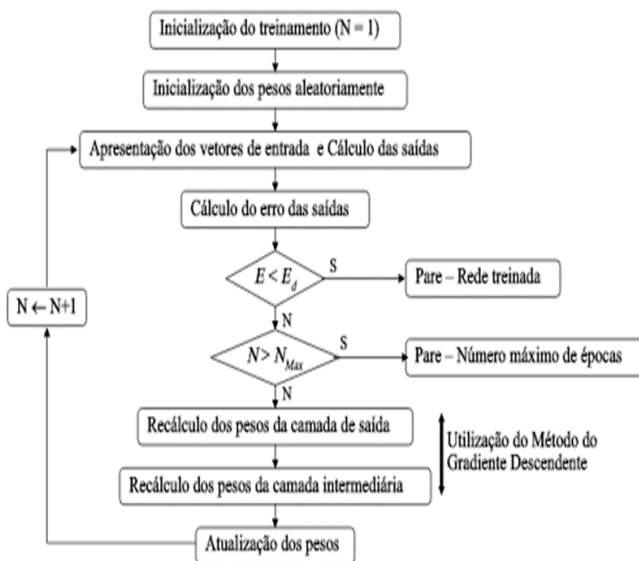 Inicialização do treinamento (N = 1)
Inicialização dos pesos aleatoriamente
Apresentação dos vetores de entrada e Cálculo das saídas
Cálculo do erro das saídas
E < E_d
S
Pare – Rede treinada
N ← N+1
N
N > N_Max
S
Pare – Número máximo de épocas
N
Recálculo dos pesos da camada de saída
Utilização do Método do
Gradiente Descendente
Recálculo dos pesos da camada intermediária
Atualização dos pesos